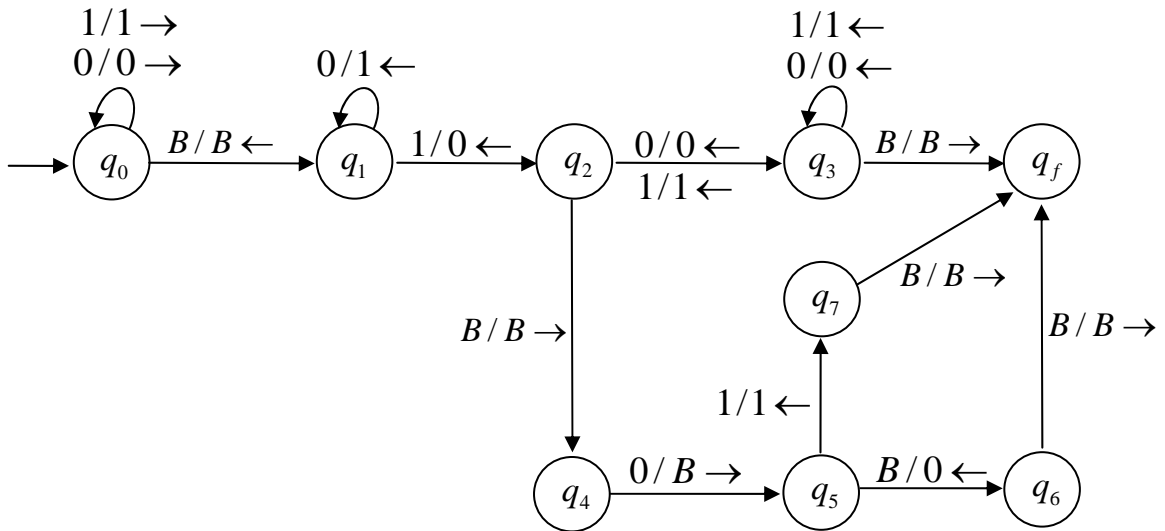 1/1 →
0/0 →
0/1 ←
1/1 ←
0/0 ←
q0
B/B ←
q1
1/0 ←
q2
0/0 ←
1/1 ←
q3
B/B →
qf
q7
B/B →
B/B →
B/B →
1/1 ←
q4
0/B →
q5
B/0 ←
q6